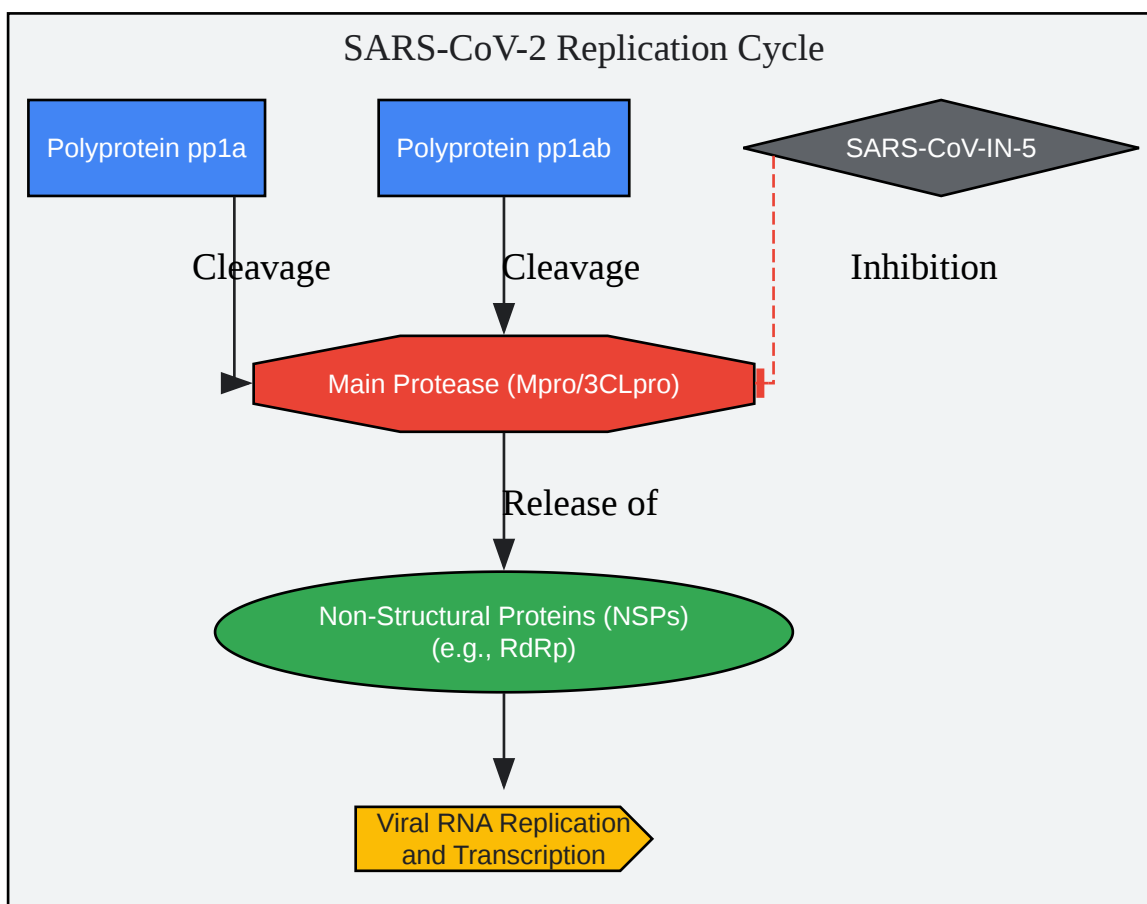 SARS-CoV-2 Replication Cycle
Polyprotein pp1a
Polyprotein pp1ab
SARS-CoV-IN-5
Cleavage
Cleavage
Inhibition
Main Protease (Mpro/3CLpro)
Release of
Non-Structural Proteins (NSPs)
(e.g., RdRp)
Viral RNA Replication
and Transcription